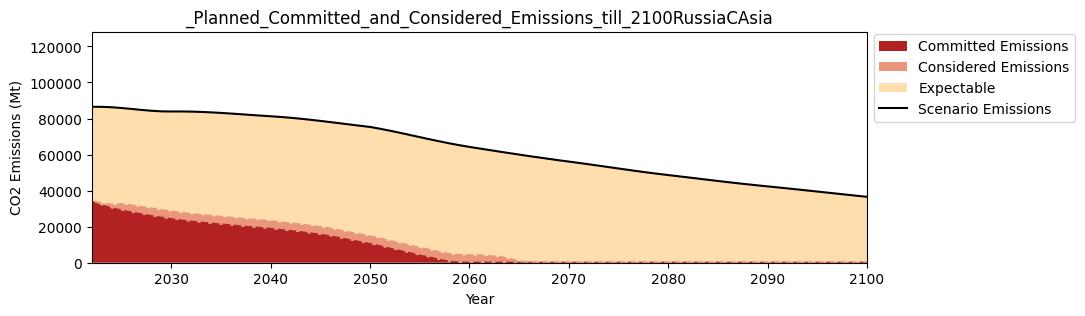 _Planned_Committed_and_Considered_Emissions_till_2100RussiaCAsia
CO2 Emissions (Mt)
120000
100000
80000
60000
40000
20000
0
2030 2040 2050 2060 2070 2080 2090 2100
Year
Committed Emissions
Considered Emissions
Expectable
Scenario Emissions